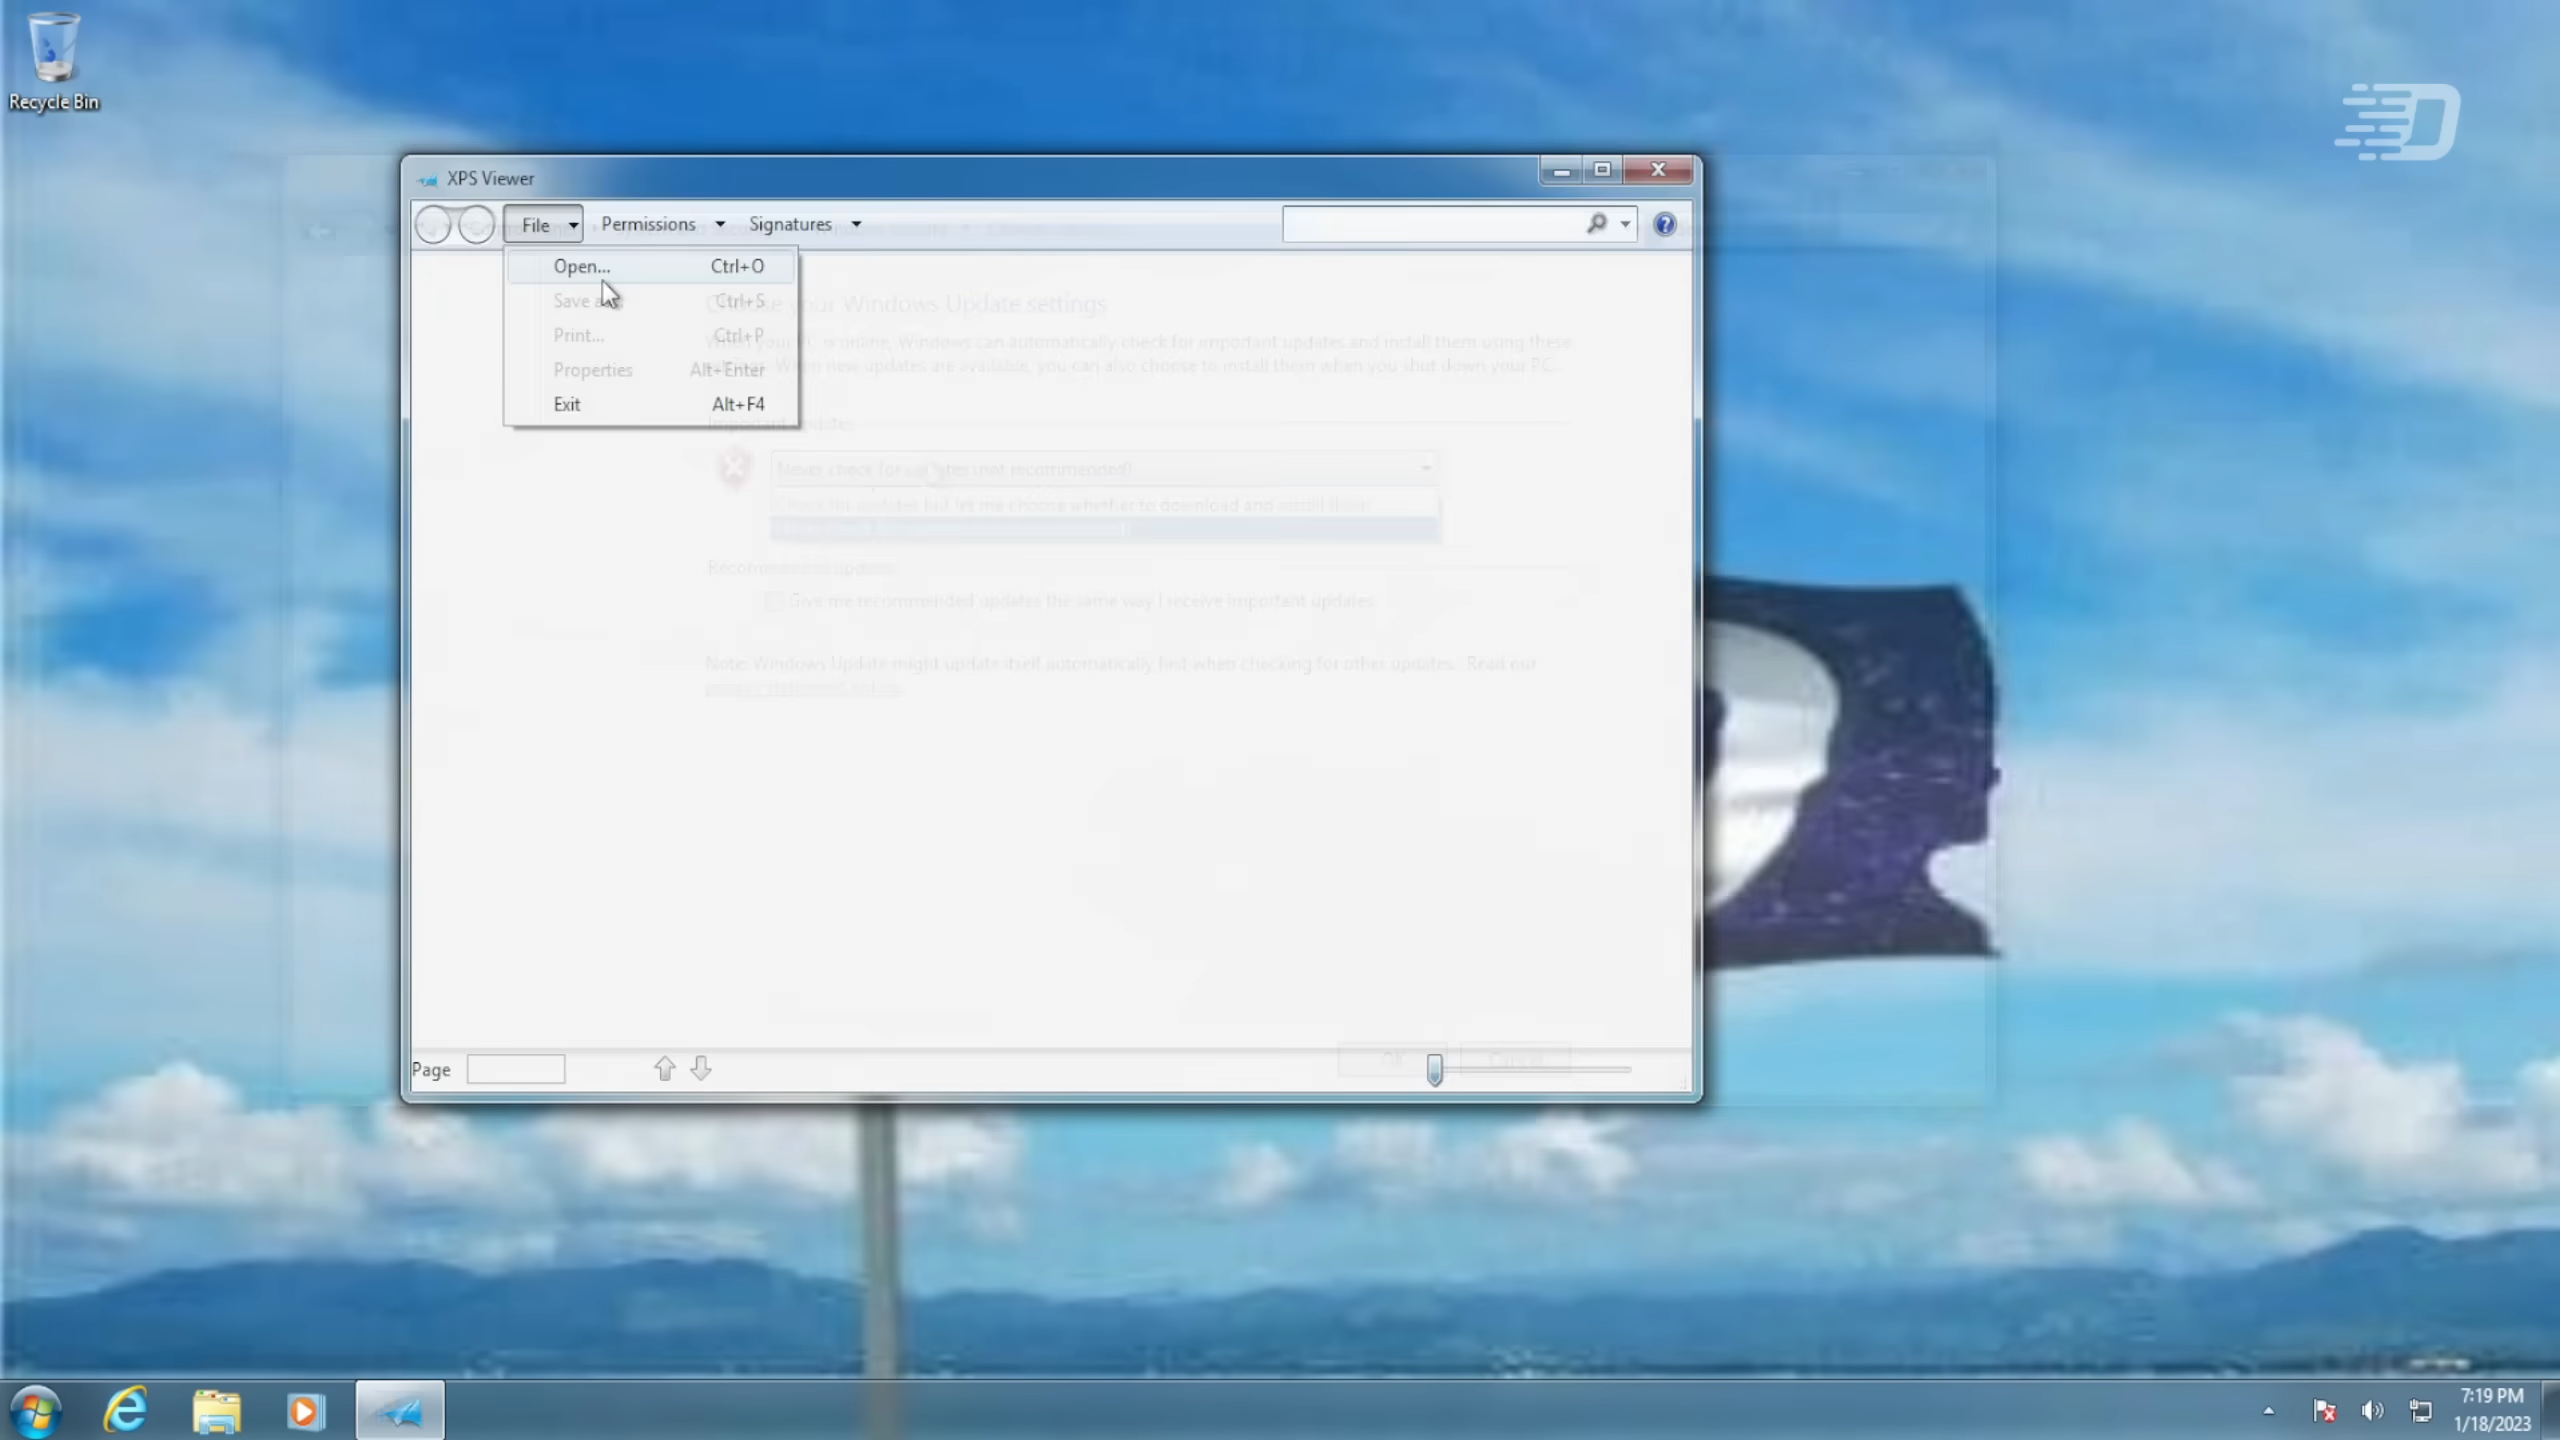 Recycle Bin
XPS Viewer
File
Permissions
Signatures
Open... Ctrl+O
Save a Ctrl+S
Print... Ctrl+P
Properties Alt+Enter
Exit Alt+F4
your Windows Update settings
your PC is online, Windows can automatically check for important updates and install them using these
When new updates are available, you can also choose to install them when you shut down your PC.
Important updates
Never check for updates (not recommended)
Check for updates but let me choose whether to download and install them
Recommended updates
Give me recommended updates the same way I receive important updates
Note: Windows Update might update itself automatically first when checking for other updates. Read our
privacy statement online
OK Cancel
Page
7:19 PM
1/18/2023
D